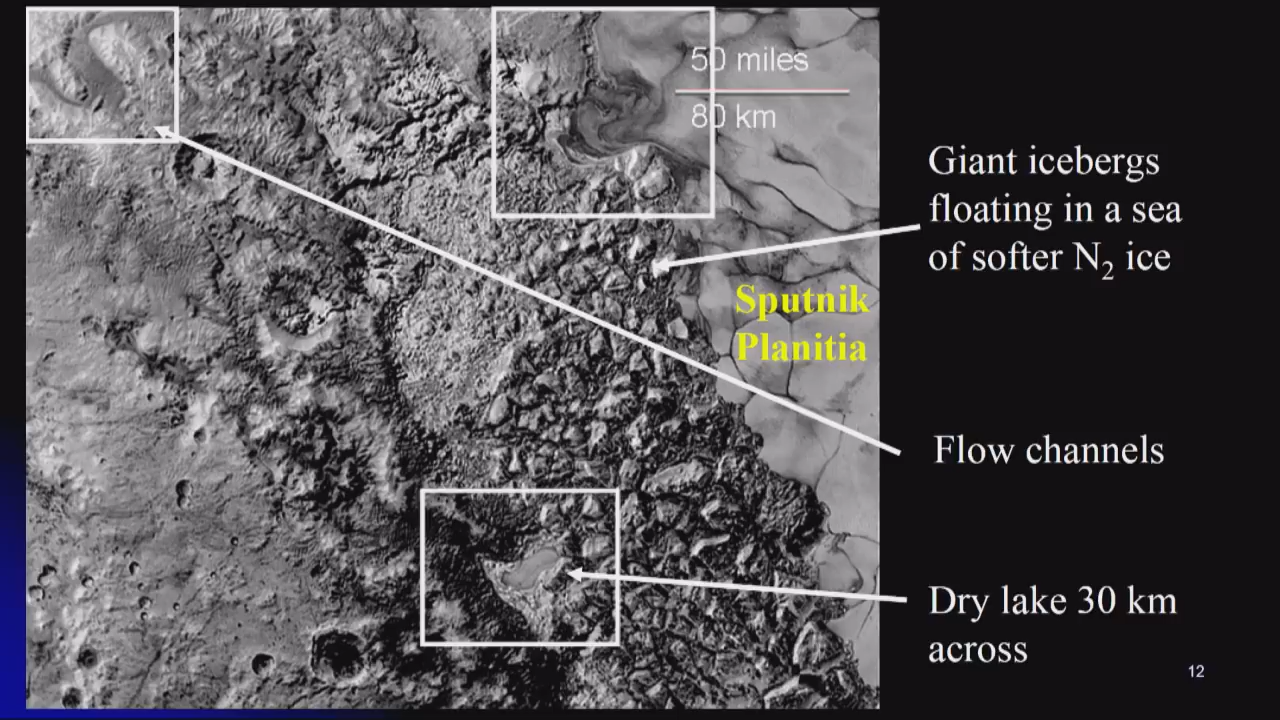 50 miles
80 km
Giant icebergs
floating in a sea
of softer N₂ ice
Sputnik
Planitia
Flow channels
Dry lake 30 km
across
12